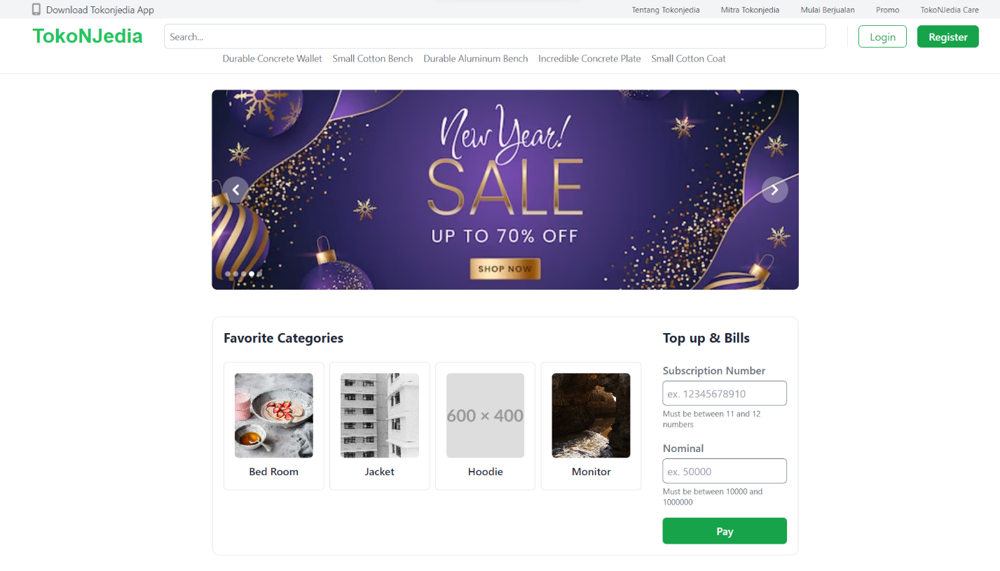 Download Tokonjedia App
Tentang Tokonjedia Mitra Tokonjedia Mulai Berjualan Promo TokoNJedia Care
TokoNJedia
Search...
Login
Register
Durable Concrete Wallet Small Cotton Bench Durable Aluminum Bench Incredible Concrete Plate Small Cotton Coat
New Year!
SALE
UP TO 70% OFF
SHOP NOW
Favorite Categories
600 × 400
Bed Room
Jacket
Hoodie
Monitor
Top up & Bills
Subscription Number
ex. 12345678910
Must be between 11 and 12
numbers
Nominal
ex. 50000
Must be between 10000 and
1000000
Pay